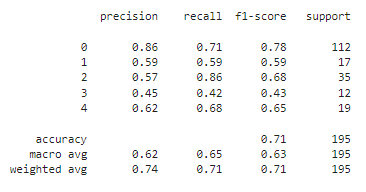 precision recall f1-score support
0 0.86 0.71 0.78 112
1 0.59 0.59 0.59 17
2 0.57 0.86 0.68 35
3 0.45 0.42 0.43 12
4 0.62 0.68 0.65 19
accuracy 0.71 195
macro avg 0.62 0.65 0.63 195
weighted avg 0.74 0.71 0.71 195